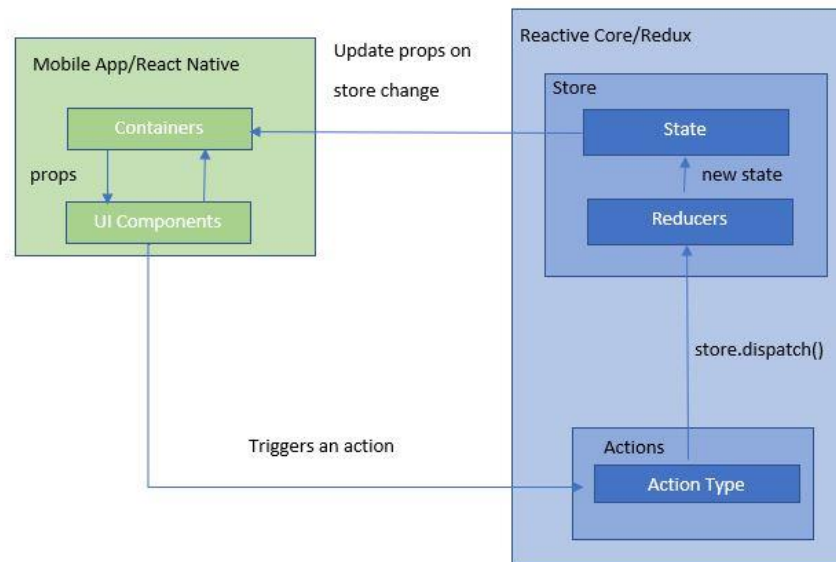 Reactive Core/Redux
Mobile App/React Native
Update props on
store change
Store
Containers
State
props
new state
UI Components
Reducers
store.dispatch()
Triggers an action
Actions
Action Type